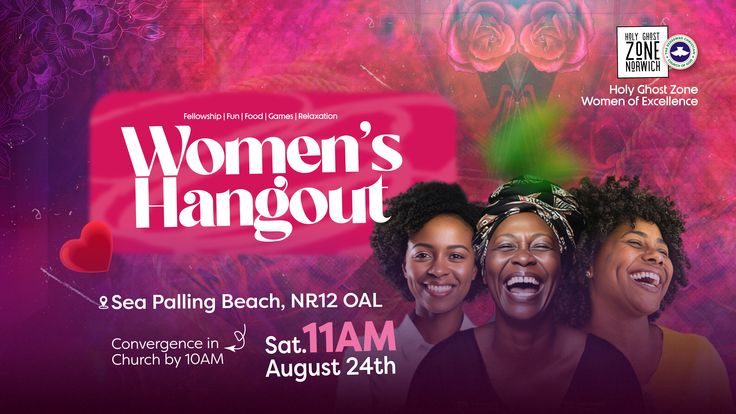 HOLY GHOST
ZONE
NORWICH
Holy Ghost Zone
Women of Excellence
Fellowship | Fun | Food | Games | Relaxation
Women's
Hangout
Sea Palling Beach, NR12 OAL
Convergence in
Church by 10AM
Sat. 11AM
August 24th